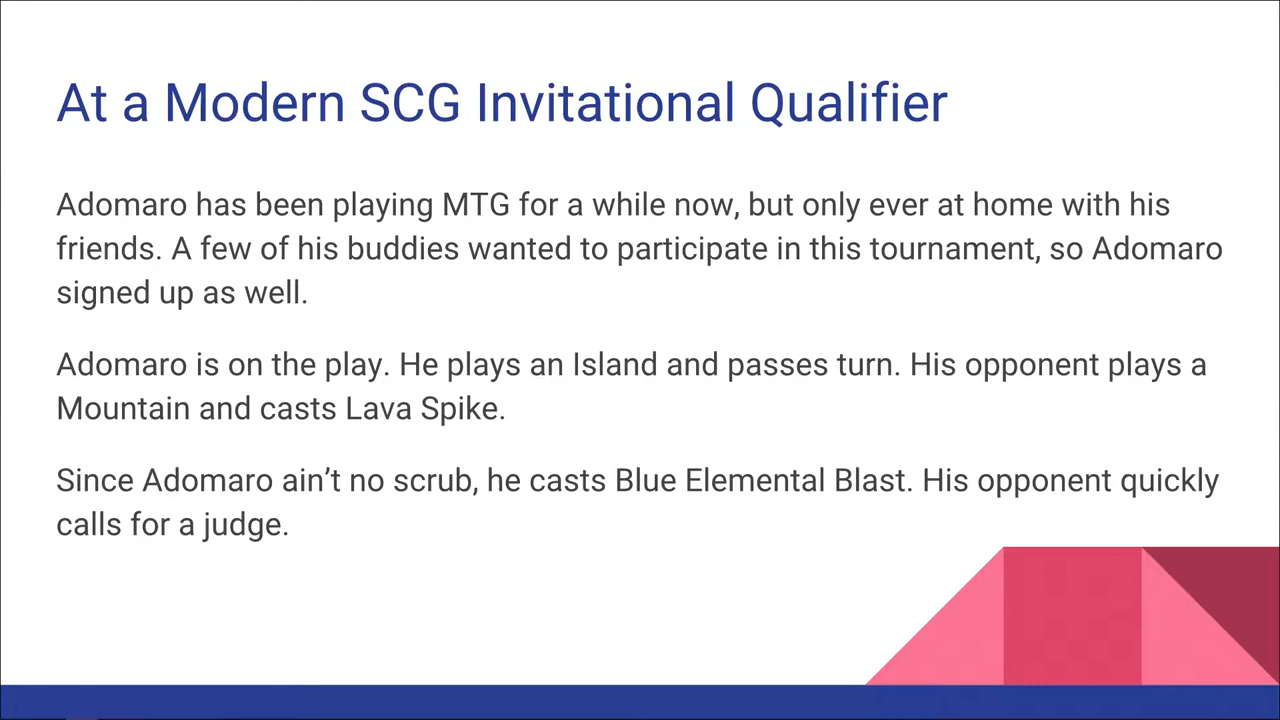 At a Modern SCG Invitational Qualifier
Adomaro has been playing MTG for a while now, but only ever at home with his
friends. A few of his buddies wanted to participate in this tournament, so Adomaro
signed up as well.
Adomaro is on the play. He plays an Island and passes turn. His opponent plays a
Mountain and casts Lava Spike.
Since Adomaro ain’t no scrub, he casts Blue Elemental Blast. His opponent quickly
calls for a judge.